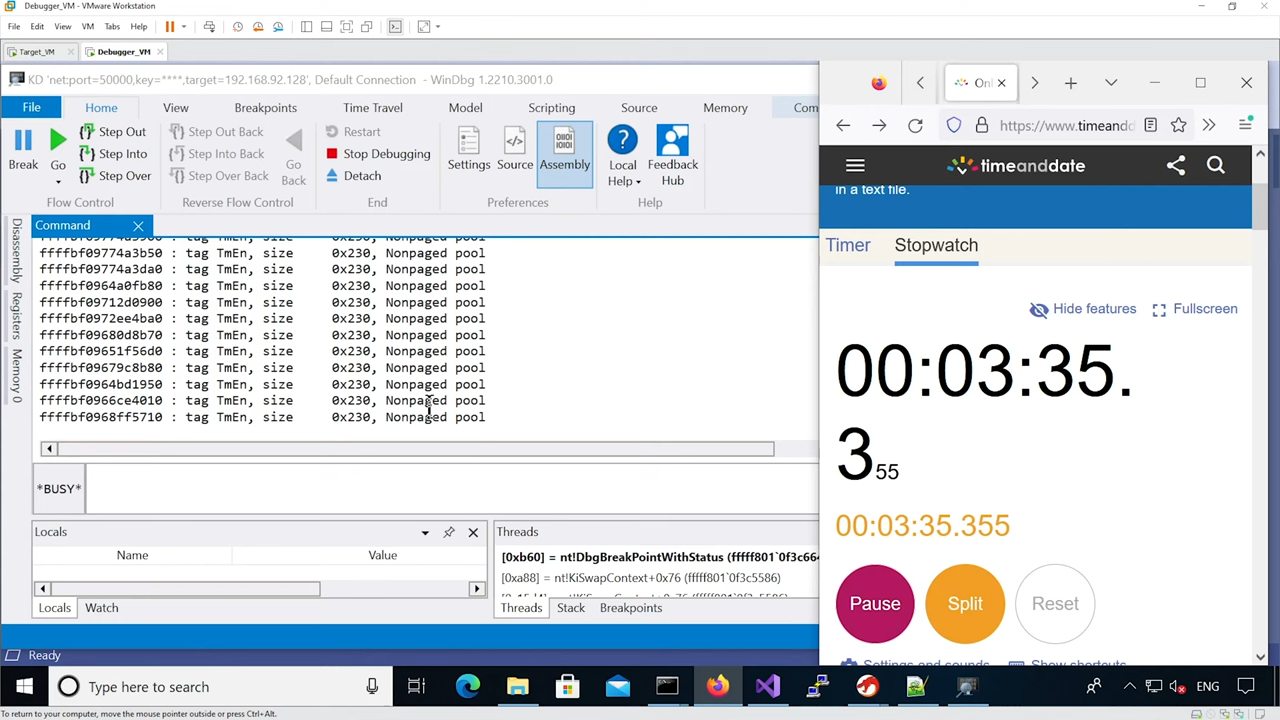 Debugger_VM - VMware Workstation
File Edit View VM Tabs Help
Target_VM
Debugger_VM
KD 'net:port=50000,key=****,target=192.168.92.128', Default Connection - WinDbg 1.2210.3001.0
File Home View Breakpoints Time Travel Model Scripting Source Memory Com
Break
Go
Step Out
Step Into
Step Over
Flow Control
Step Out Back
Step Into Back
Step Over Back
Go Back
Reverse Flow Control
Restart
Stop Debugging
Detach
End
Settings
Source
Assembly
Preferences
Local Help
Feedback Hub
Help
Command
Disassembly
Registers
Memory 0
ffffbf09774a3b50 : tag TmEn, size 0x230, Nonpaged pool
ffffbf09774a3da0 : tag TmEn, size 0x230, Nonpaged pool
ffffbf0964a0fb80 : tag TmEn, size 0x230, Nonpaged pool
ffffbf09712d0900 : tag TmEn, size 0x230, Nonpaged pool
ffffbf0972ee4ba0 : tag TmEn, size 0x230, Nonpaged pool
ffffbf09680d8b70 : tag TmEn, size 0x230, Nonpaged pool
ffffbf09651f56d0 : tag TmEn, size 0x230, Nonpaged pool
ffffbf09679c8b80 : tag TmEn, size 0x230, Nonpaged pool
ffffbf0964bd1950 : tag TmEn, size 0x230, Nonpaged pool
ffffbf0966ce4010 : tag TmEn, size 0x230, Nonpaged pool
ffffbf0968ff5710 : tag TmEn, size 0x230, Nonpaged pool
*BUSY*
Locals
Name Value
Locals Watch
Threads
[0xb60] = nt!DbgBreakPointWithStatus (fffff801`0f3c664
[0xa88] = nt!KiSwapContext+0x76 (fffff801`0f3c5586)
Threads Stack Breakpoints
Ready
Onl
https://www.timeand
timeanddate
in a text file.
Timer Stopwatch
Hide features Fullscreen
00:03:35.
3 55
00:03:35.355
Pause Split Reset
Settings and sounds Show shortcuts
Type here to search
ENG
To return to your computer, move the mouse pointer outside or press Ctrl+Alt.